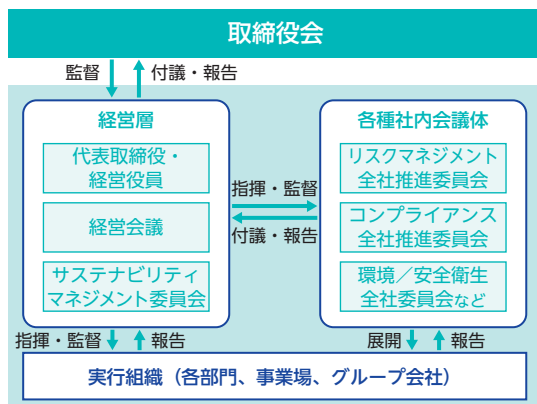 取締役会
監督
付議・報告
経営層
代表取締役・
経営役員
経営会議
サステナビリティ
マネジメント委員会
指揮・監督
付議・報告
各種社内会議体
リスクマネジメント
全社推進委員会
コンプライアンス
全社推進委員会
環境／安全衛生
全社委員会など
指揮・監督
報告
展開
報告
実行組織（各部門、事業場、グループ会社）